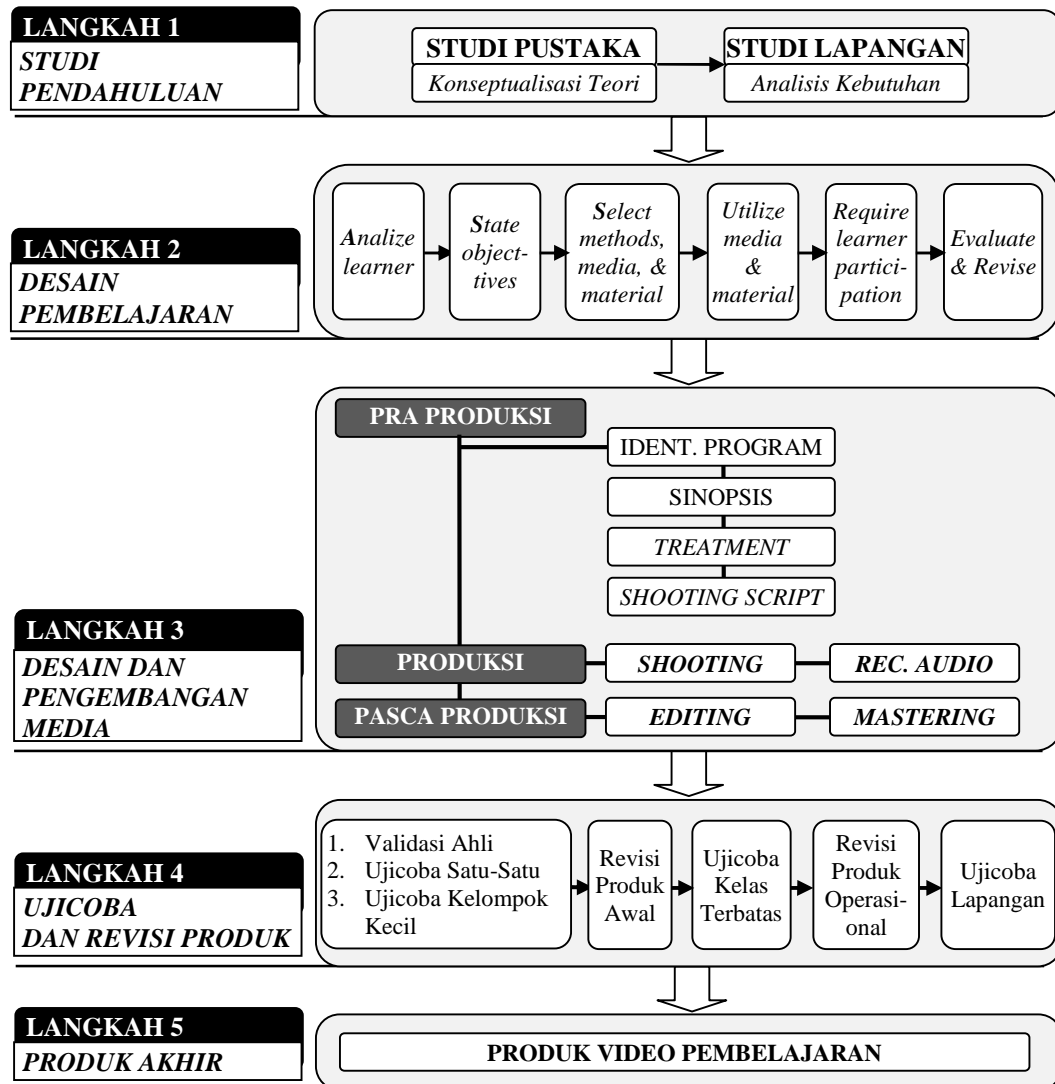 LANGKAH 1
STUDI
PENDAHULUAN
STUDI PUSTAKA
Konseptualisasi Teori
STUDI LAPANGAN
Analisis Kebutuhan
LANGKAH 2
DESAIN
PEMBELAJARAN
Analize
learner
State
objec-
tives
Select
methods,
media, &
material
Utilize
media
&
material
Require
learner
partici-
pation
Evaluate
& Revise
LANGKAH 3
DESAIN DAN
PENGEMBANGAN
MEDIA
PRA PRODUKSI
IDENT. PROGRAM
SINOPSIS
TREATMENT
SHOOTING SCRIPT
PRODUKSI
SHOOTING
REC. AUDIO
PASCA PRODUKSI
EDITING
MASTERING
LANGKAH 4
UJICOBA
DAN REVISI PRODUK
1. Validasi Ahli
2. Ujicoba Satu-Satu
3. Ujicoba Kelompok
Kecil
Revisi
Produk
Awal
Ujicoba
Kelas
Terbatas
Revisi
Produk
Operasi-
onal
Ujicoba
Lapangan
LANGKAH 5
PRODUK AKHIR
PRODUK VIDEO PEMBELAJARAN